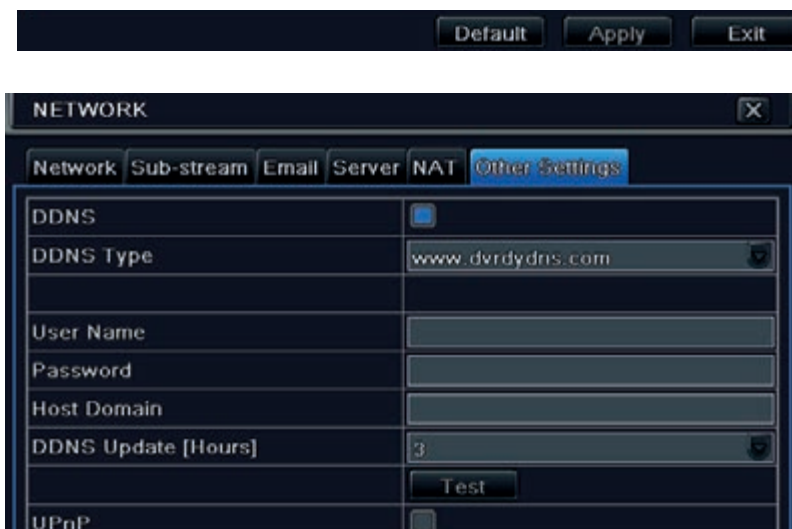 Default Apply Exit
NETWORK
Network Sub-stream Email Server NAT Other Settings
DDNS
DDNS Type www.dvrdydns.com
User Name
Password
Host Domain
DDNS Update [Hours] 3
Test
UPnP